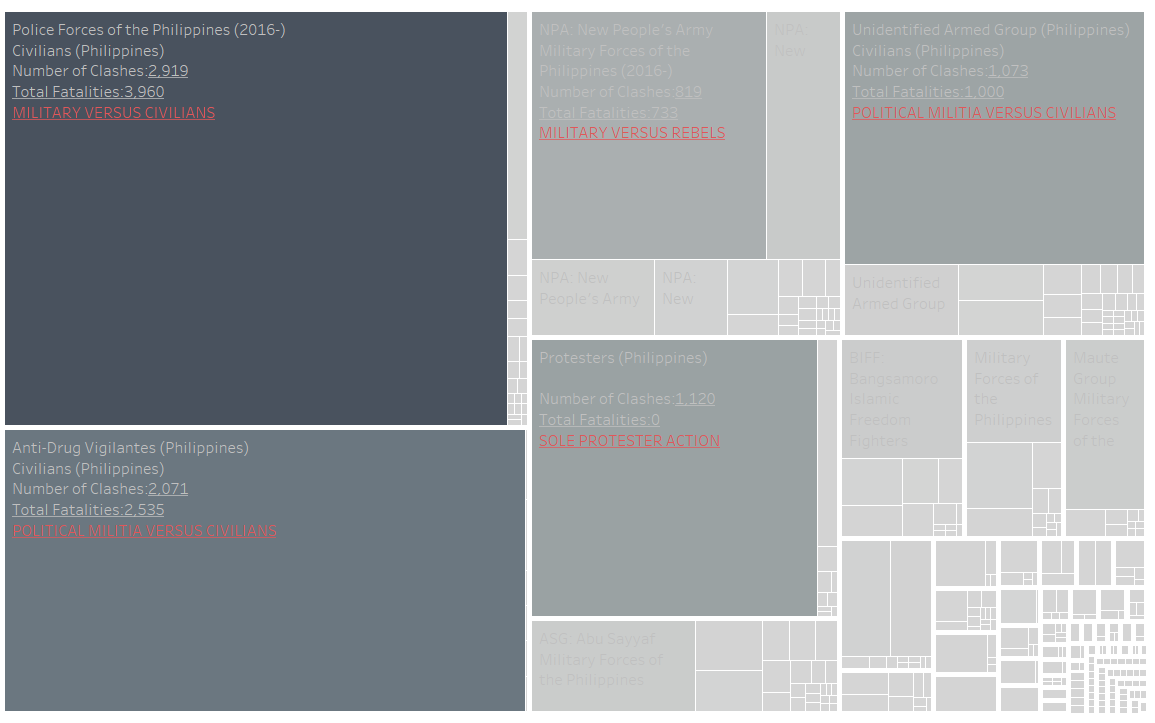 Police Forces of the Philippines (2016-)
Civilians (Philippines)
Number of Clashes:2,919
Total Fatalities:3,960
MILITARY VERSUS CIVILIANS
Anti-Drug Vigilantes (Philippines)
Civilians (Philippines)
Number of Clashes:2,071
Total Fatalities:2,535
POLITICAL MILITIA VERSUS CIVILIANS
NPA: New People's Army
Military Forces of the
Philippines (2016-)
Number of Clashes:819
Total Fatalities:733
MILITARY VERSUS REBELS
NPA:
New
NPA: New
People's Army
NPA:
New
Unidentified Armed Group (Philippines)
Civilians (Philippines)
Number of Clashes:1,073
Total Fatalities:1,000
POLITICAL MILITIA VERSUS CIVILIANS
Unidentified
Armed Group
Protesters (Philippines)
Number of Clashes:1,120
Total Fatalities:0
SOLE PROTESTER ACTION
BIFF:
Bangsamoro
Islamic
Freedom
Fighters
Military
Forces of
the
Philippines
Maute
Group
Military
Forces
of the
ASG: Abu Sayyaf
Military Forces of
the Philippines